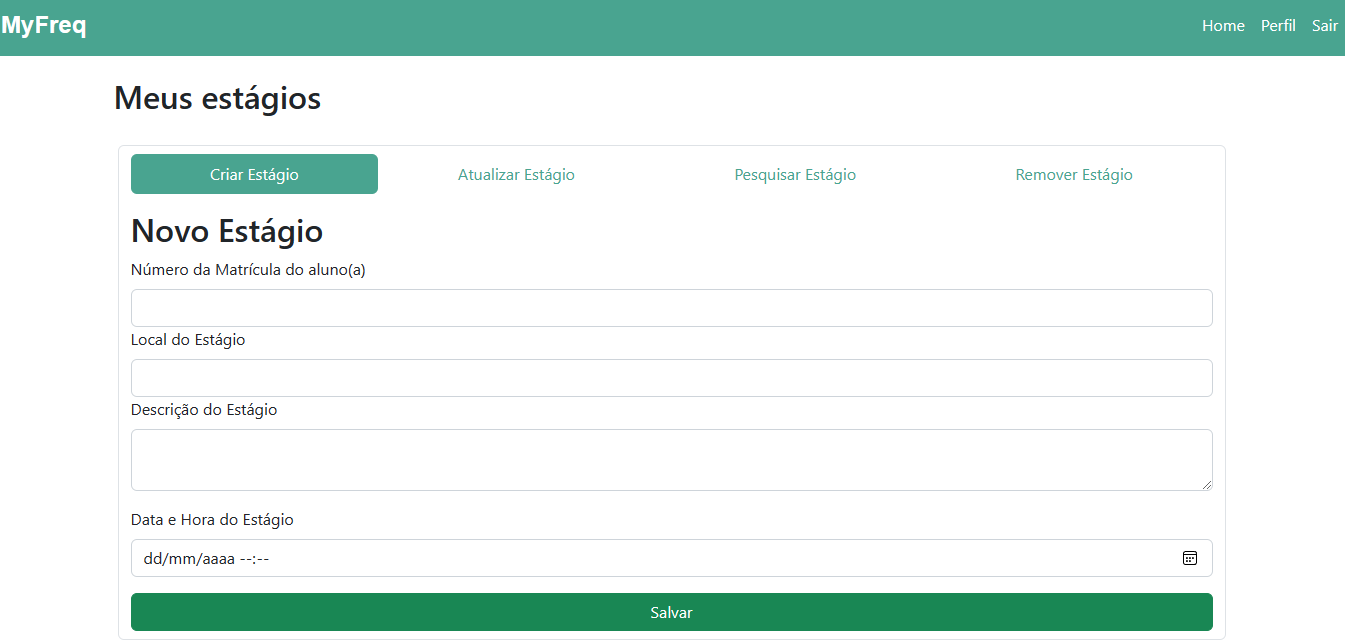 MyFreq Home Perfil Sair
Meus estágios
Criar Estágio Atualizar Estágio Pesquisar Estágio Remover Estágio
Novo Estágio
Número da Matrícula do aluno(a)
Local do Estágio
Descrição do Estágio
Data e Hora do Estágio
dd/mm/aaaa --:--
Salvar